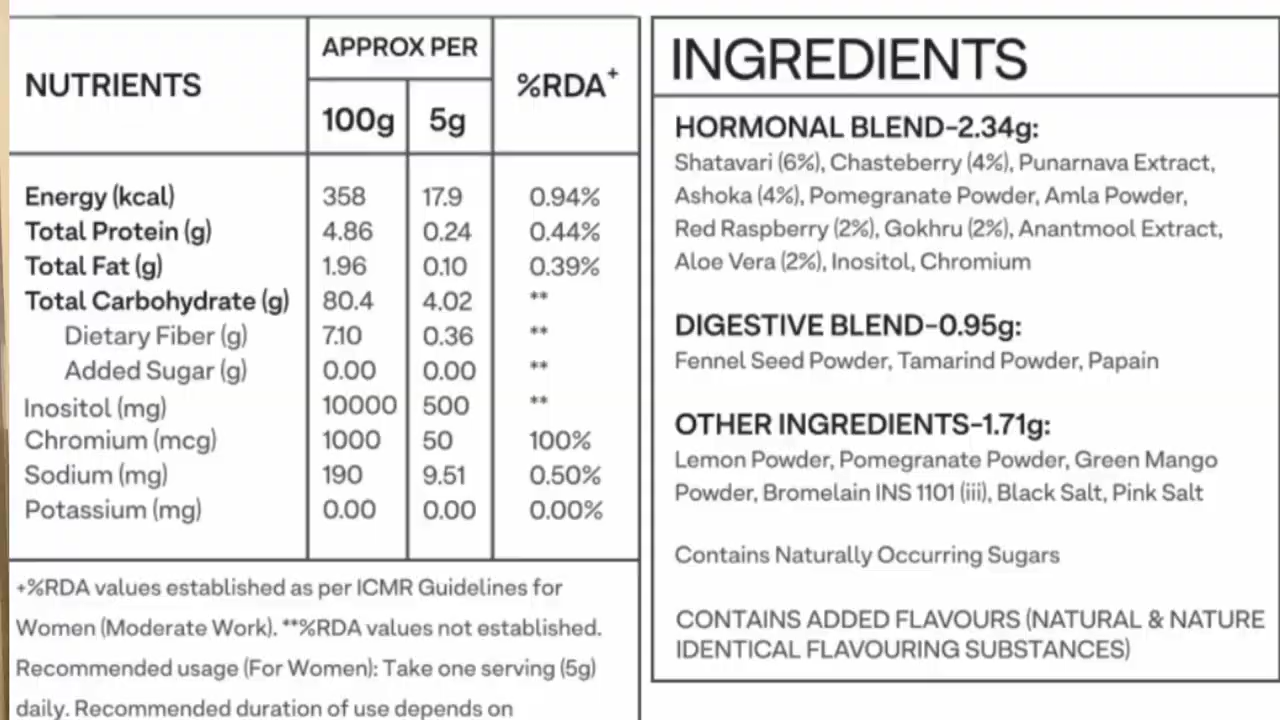 NUTRIENTS
APPROX PER
100g 5g
%RDA+
Energy (kcal) 358 17.9 0.94%
Total Protein (g) 4.86 0.24 0.44%
Total Fat (g) 1.96 0.10 0.39%
Total Carbohydrate (g) 80.4 4.02 **
Dietary Fiber (g) 7.10 0.36 **
Added Sugar (g) 0.00 0.00 **
Inositol (mg) 10000 500 **
Chromium (mcg) 1000 50 100%
Sodium (mg) 190 9.51 0.50%
Potassium (mg) 0.00 0.00 0.00%
+%RDA values established as per ICMR Guidelines for
Women (Moderate Work). **%RDA values not established.
Recommended usage (For Women): Take one serving (5g)
daily. Recommended duration of use depends on
INGREDIENTS
HORMONAL BLEND-2.34g:
Shatavari (6%), Chasteberry (4%), Punarnava Extract,
Ashoka (4%), Pomegranate Powder, Amla Powder,
Red Raspberry (2%), Gokhru (2%), Anantmool Extract,
Aloe Vera (2%), Inositol, Chromium
DIGESTIVE BLEND-0.95g:
Fennel Seed Powder, Tamarind Powder, Papain
OTHER INGREDIENTS-1.71g:
Lemon Powder, Pomegranate Powder, Green Mango
Powder, Bromelain INS 1101 (iii), Black Salt, Pink Salt
Contains Naturally Occurring Sugars
CONTAINS ADDED FLAVOURS (NATURAL & NATURE
IDENTICAL FLAVOURING SUBSTANCES)